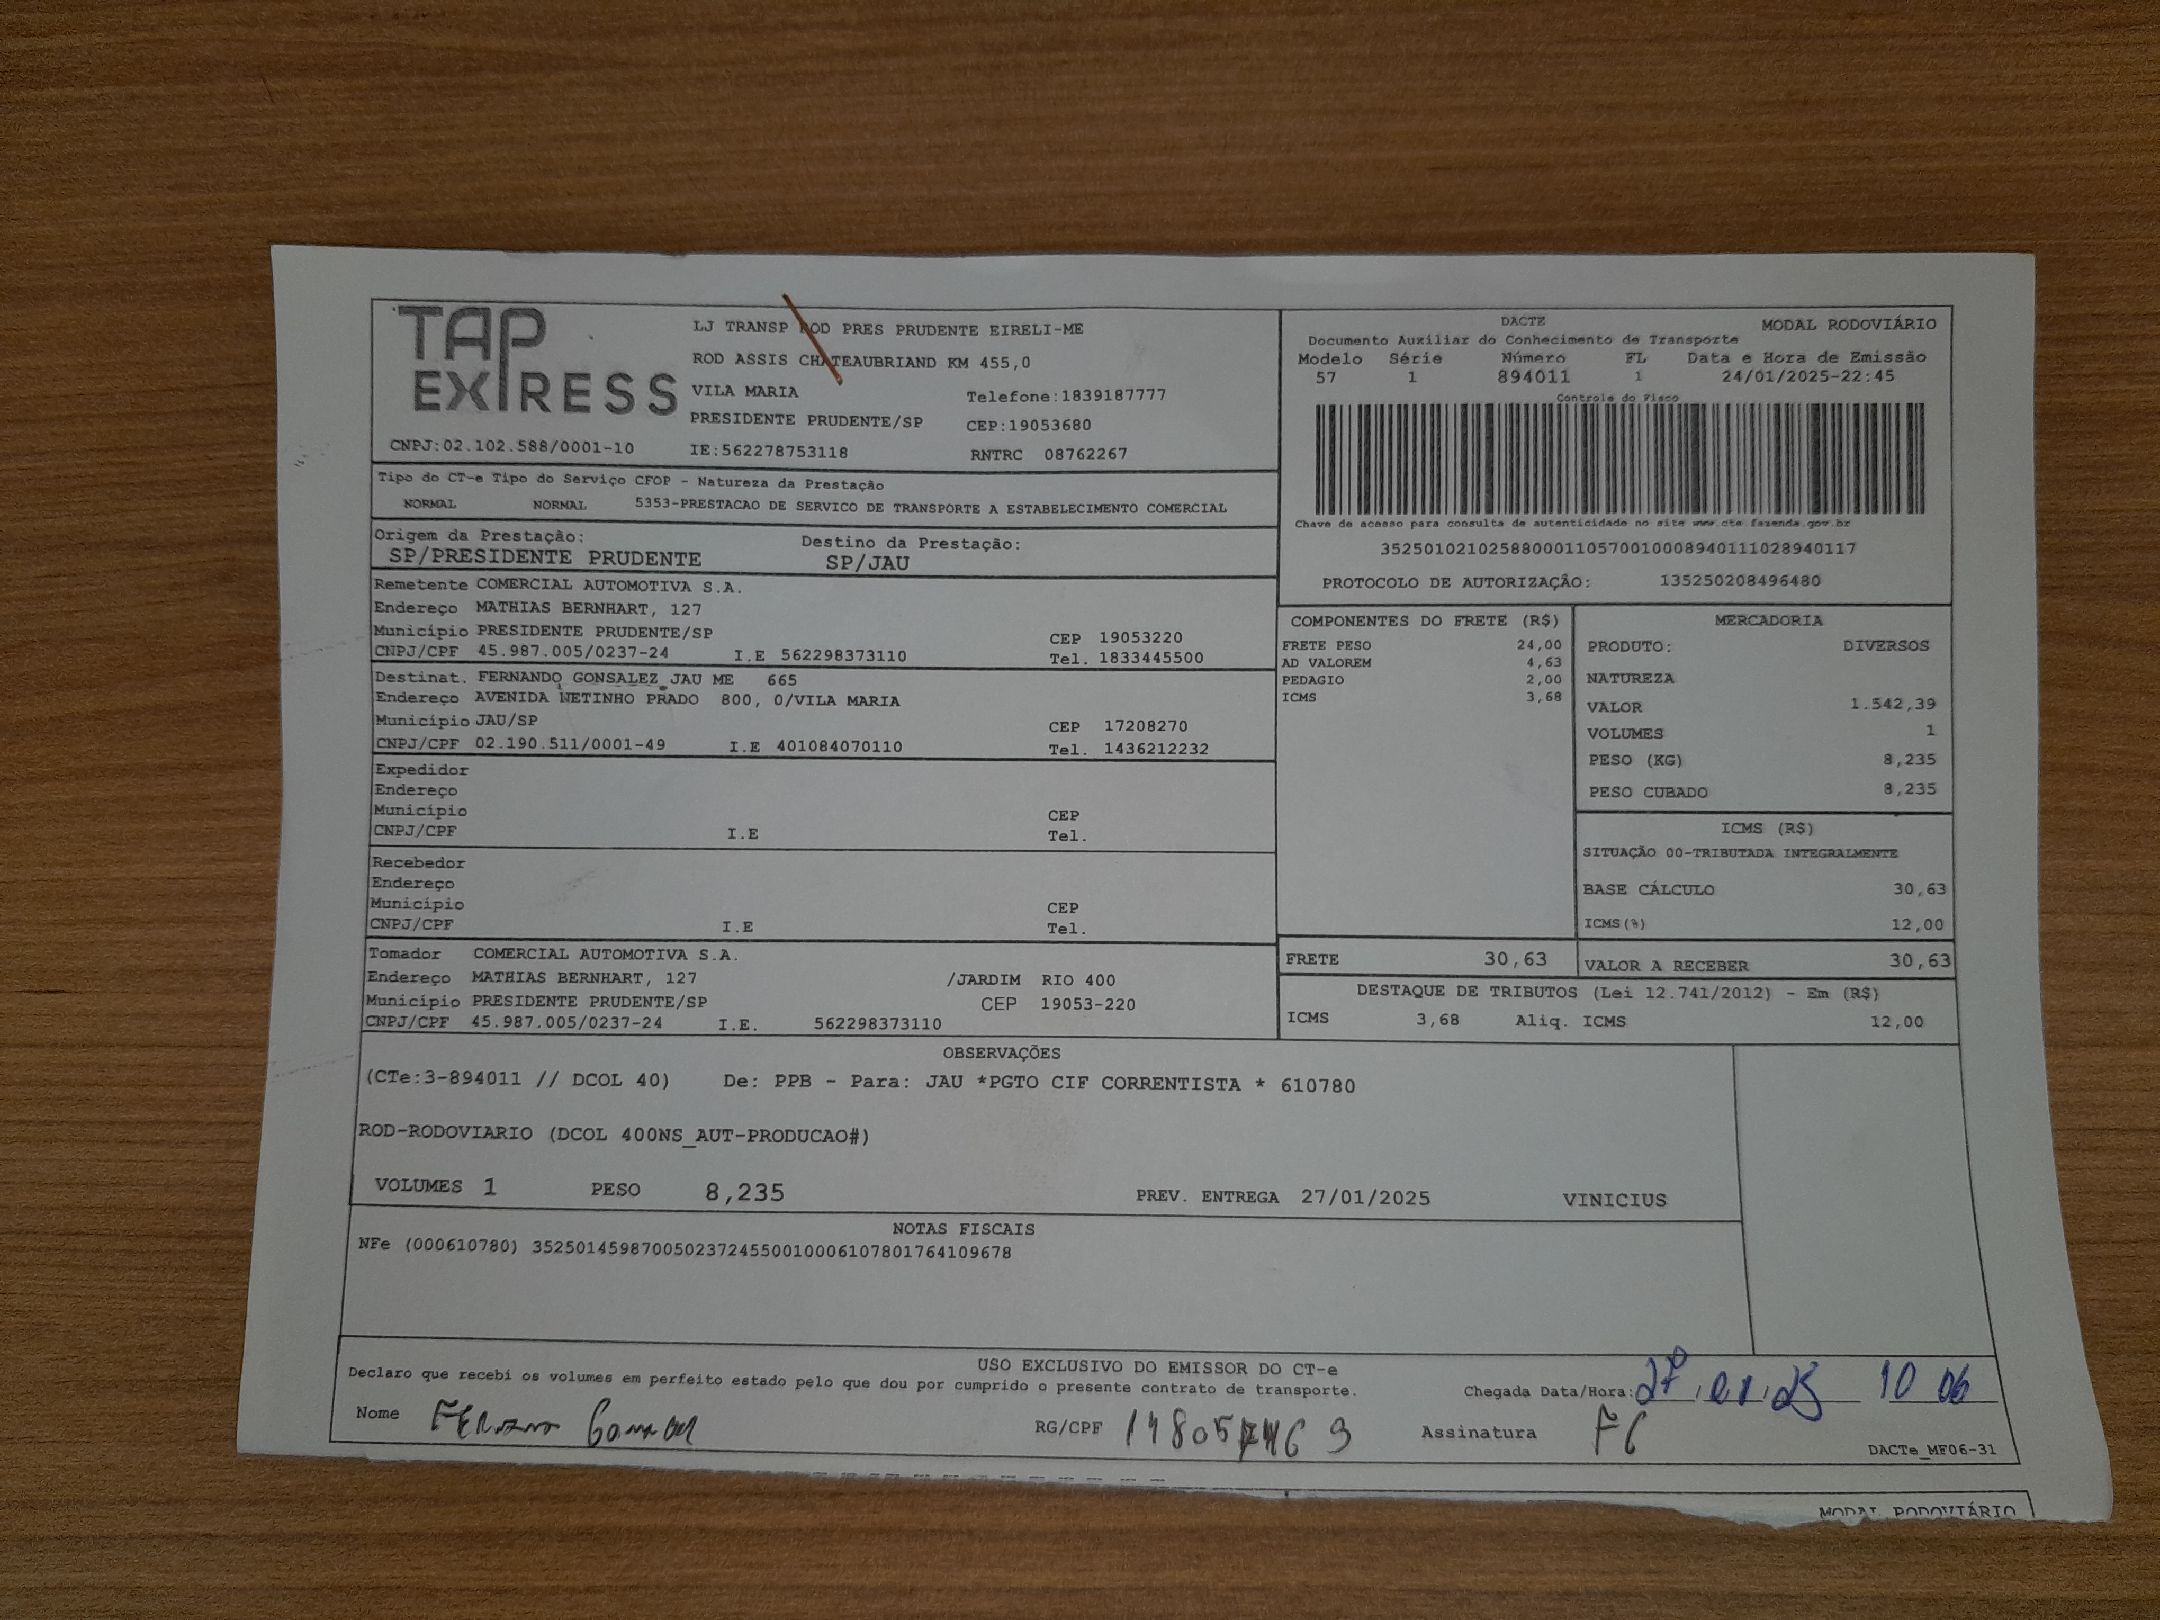 TAP
EXPRESS
LJ TRANSP ROD PRES PRUDENTE EIRELI-ME
ROD ASSIS CHATEAUBRIAND KM 455,0
VILA MARIA Telefone:1839187777
PRESIDENTE PRUDENTE/SP CEP:19053680
CNPJ:02.102.588/0001-10 IE:562278753118 RNTRC 08762267
DACTE MODAL RODOVIÁRIO
Documento Auxiliar do Conhecimento de Transporte
Modelo Série Número FL Data e Hora de Emissão
57 1 894011 1 24/01/2025-22:45
Controle do Fisco
Chave de acesso para consulta de autenticidade no site www.cte.fazenda.gov.br
35250102102588000110570010008940111028940117
PROTOCOLO DE AUTORIZAÇÃO: 135250208496480
Tipo do CT-e Tipo do Serviço CFOP - Natureza da Prestação
NORMAL NORMAL 5353-PRESTACAO DE SERVICO DE TRANSPORTE A ESTABELECIMENTO COMERCIAL
Origem da Prestação: Destino da Prestação:
SP/PRESIDENTE PRUDENTE SP/JAU
Remetente COMERCIAL AUTOMOTIVA S.A.
Endereço MATHIAS BERNHART, 127
Município PRESIDENTE PRUDENTE/SP CEP 19053220
CNPJ/CPF 45.987.005/0237-24 I.E 562298373110 Tel. 1833445500
Destinat. FERNANDO GONSALEZ JAU ME 665
Endereço AVENIDA NETINHO PRADO 800, 0/VILA MARIA
Município JAU/SP CEP 17208270
CNPJ/CPF 02.190.511/0001-49 I.E 401084070110 Tel. 1436212232
Expedidor
Endereço
Município CEP
CNPJ/CPF I.E Tel.
Recebedor
Endereço
Município CEP
CNPJ/CPF I.E Tel.
Tomador COMERCIAL AUTOMOTIVA S.A.
Endereço MATHIAS BERNHART, 127 /JARDIM RIO 400
Município PRESIDENTE PRUDENTE/SP CEP 19053-220
CNPJ/CPF 45.987.005/0237-24 I.E. 562298373110
COMPONENTES DO FRETE (R$)
FRETE PESO 24,00
AD VALOREM 4,63
PEDAGIO 2,00
ICMS 3,68
MERCADORIA
PRODUTO: DIVERSOS
NATUREZA
VALOR 1.542,39
VOLUMES 1
PESO (KG) 8,235
PESO CUBADO 8,235
ICMS (R$)
SITUAÇÃO 00-TRIBUTADA INTEGRALMENTE
BASE CÁLCULO 30,63
ICMS(%) 12,00
FRETE 30,63 VALOR A RECEBER 30,63
DESTAQUE DE TRIBUTOS (Lei 12.741/2012) - Em (R$)
ICMS 3,68 Aliq. ICMS 12,00
OBSERVAÇÕES
(CTe:3-894011 // DCOL 40) De: PPB - Para: JAU *PGTO CIF CORRENTISTA * 610780
ROD-RODOVIARIO (DCOL 400NS_AUT-PRODUCAO#)
VOLUMES 1 PESO 8,235 PREV. ENTREGA 27/01/2025 VINICIUS
NOTAS FISCAIS
NFe (000610780) 35250145987005023724550010006107801764109678
USO EXCLUSIVO DO EMISSOR DO CT-e
Declaro que recebi os volumes em perfeito estado pelo que dou por cumprido o presente contrato de transporte.
Chegada Data/Hora: 27 01 25 10 06
Nome RG/CPF Assinatura FG
DACTe_MF06-31
MODAL RODOVIÁRIO